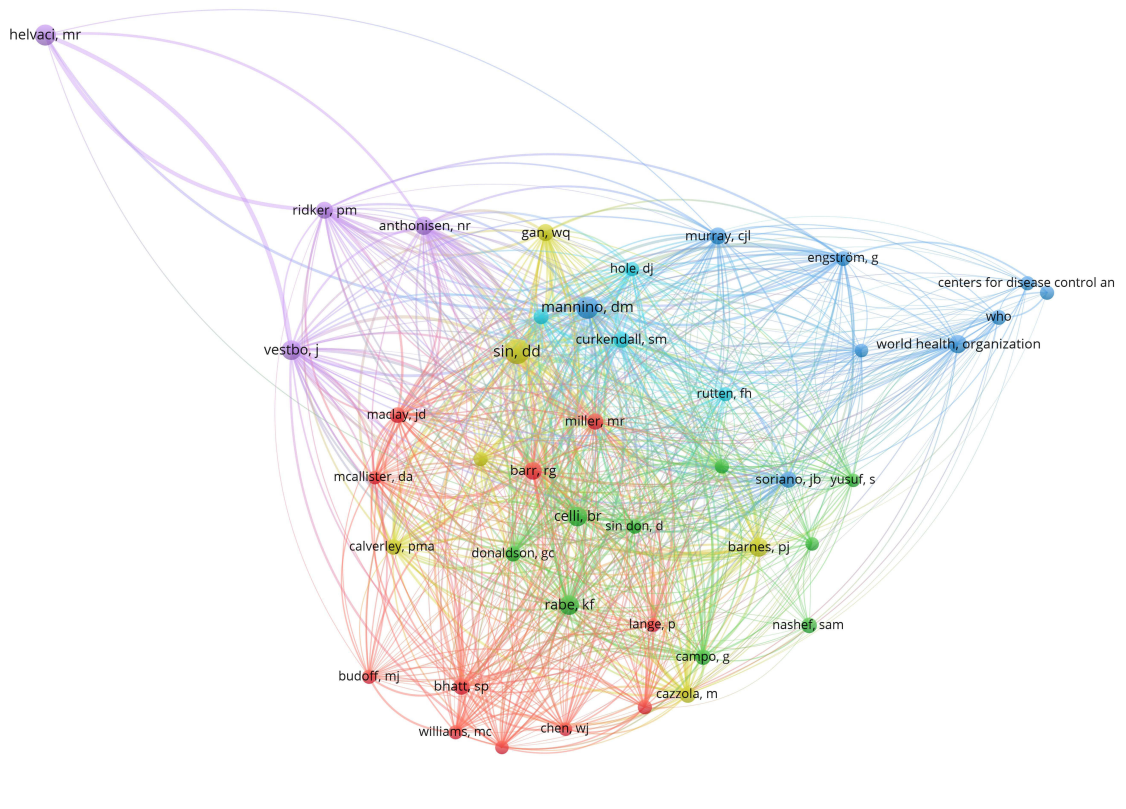 helvaci, mr
ridker, pm
anthonisen, nr
gan, wq
murray, cjl
engström, g
hole, dj
centers for disease control an
mannino, dm
who
curkendall, sm
world health, organization
vestbo, j
sin, dd
rutten, fh
maclay, jd
miller, mr
barr, rg
mcallister, da
soriano, jb
yusuf, s
celli, br
sin don, d
calverley, pma
donaldson, gc
barnes, pj
rabe, kf
lange, p
nashef, sam
campo, g
budoff, mj
bhatt, sp
cazzola, m
williams, mc
chen, wj